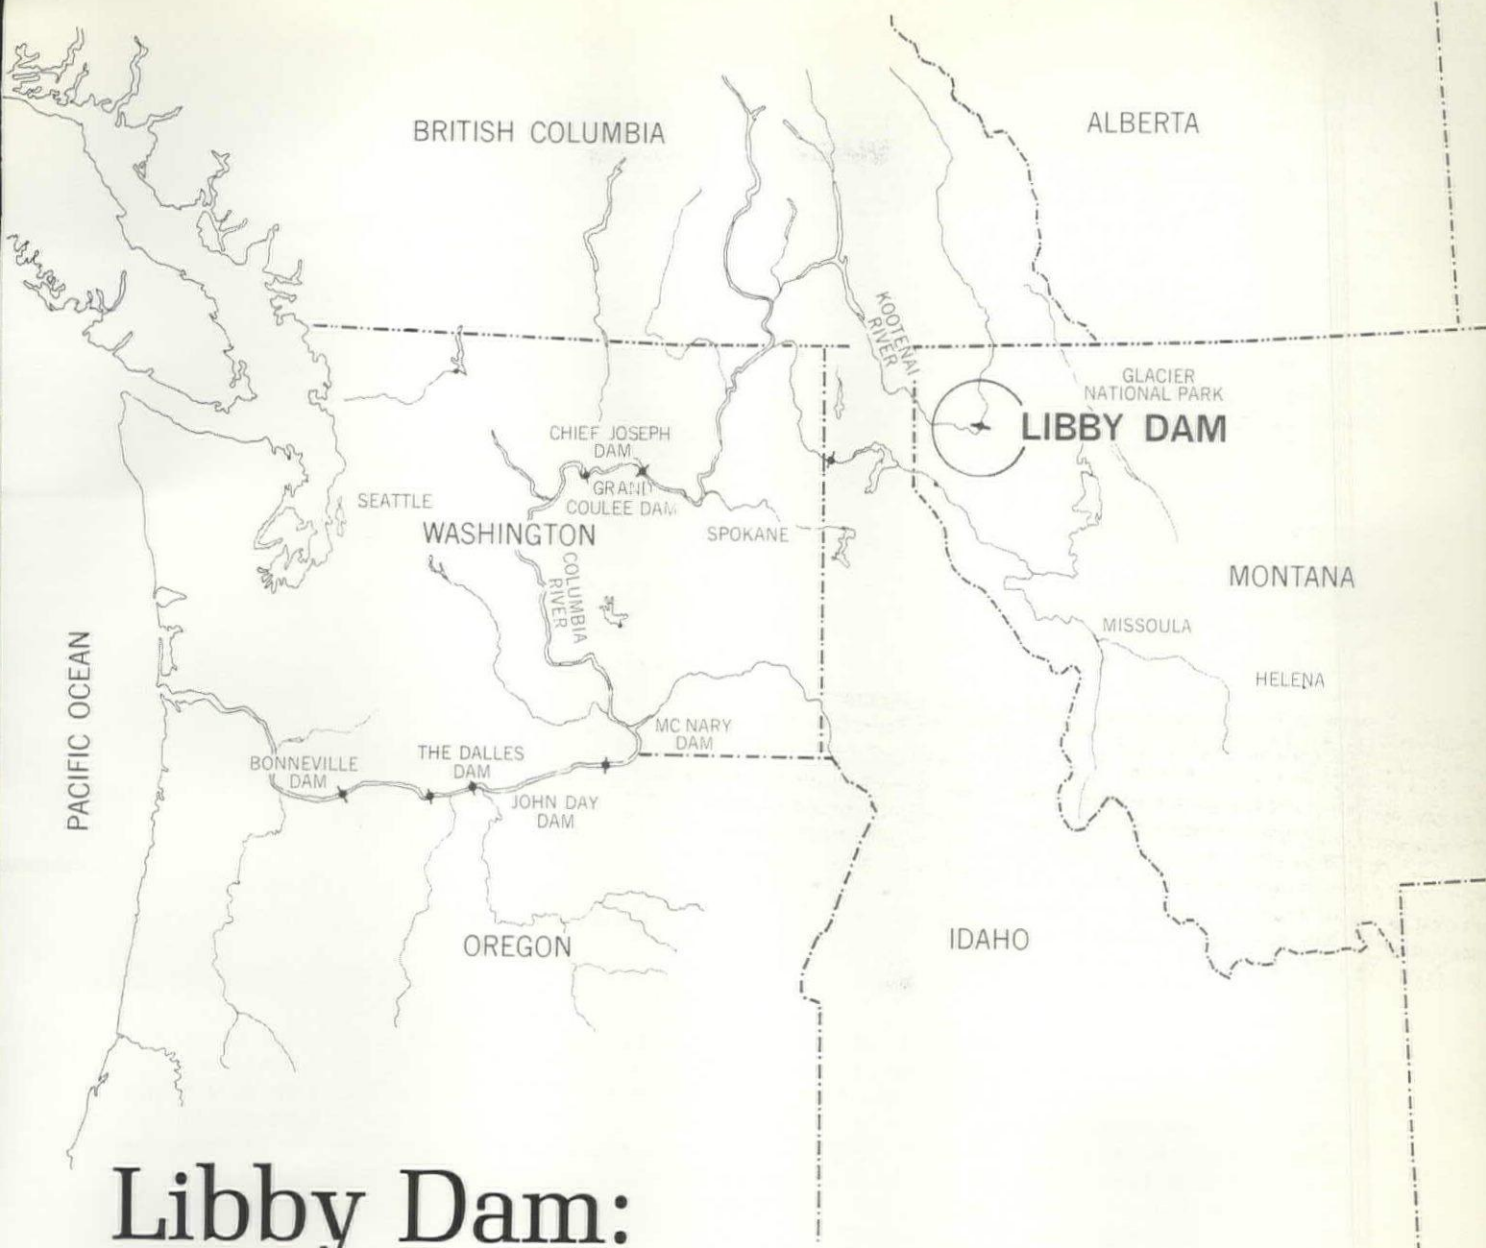 BRITISH COLUMBIA
ALBERTA
KOOTENAI
RIVER
GLACIER
NATIONAL PARK
LIBBY DAM
CHIEF JOSEPH
DAM
GRAND
COULEE DAM
SEATTLE
WASHINGTON
SPOKANE
COLUMBIA
RIVER
MONTANA
MISSOULA
HELENA
PACIFIC OCEAN
MC NARY
DAM
BONNEVILLE
DAM
THE DALLES
DAM
JOHN DAY
DAM
OREGON
IDAHO
Libby Dam: